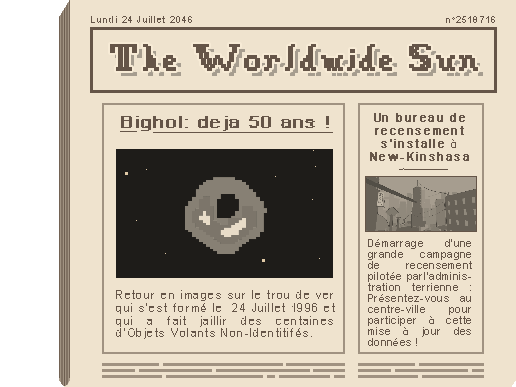 Lundi 24 Juillet 2046
n°2518716
The Worldwide Sun
Bighol: deja 50 ans !
Retour en images sur le trou de ver
qui s'est formé le 24 Juillet 1996 et
qui a fait jaillir des centaines
d'Objets Volants Non-Identitifés.
Un bureau de
recensement
s'installe à
New-Kinshasa
Démarrage d'une
grande campagne
de recensement
pilotée parl'adminis-
tration terrienne :
Présentez-vous au
centre-ville pour
participer à cette
mise à jour des
données !